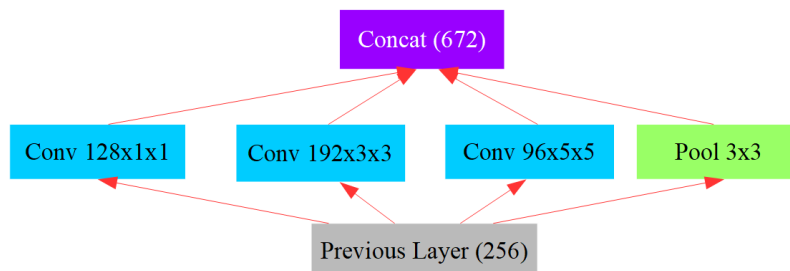 Concat (672)
Conv 128x1x1
Conv 192x3x3
Conv 96x5x5
Pool 3x3
Previous Layer (256)